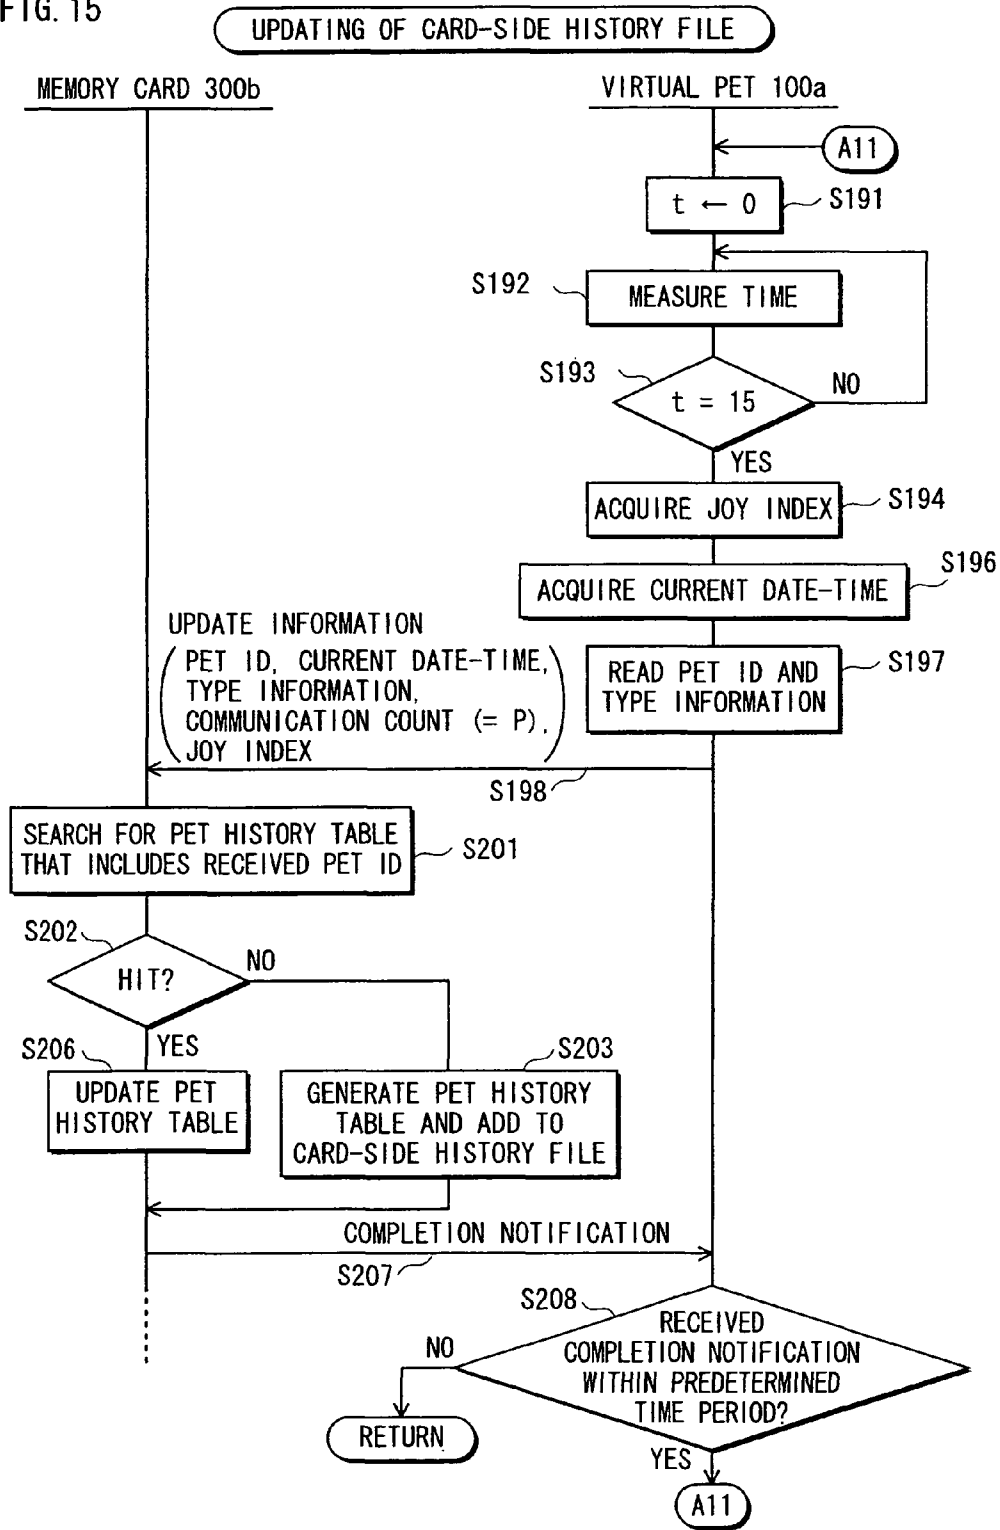 FIG. 15
UPDATING OF CARD-SIDE HISTORY FILE
MEMORY CARD 300b
VIRTUAL PET 100a
A11
t ← 0
S191
S192
MEASURE TIME
S193
t = 15
NO
YES
ACQUIRE JOY INDEX
S194
S196
ACQUIRE CURRENT DATE-TIME
UPDATE INFORMATION
PET ID, CURRENT DATE-TIME,
TYPE INFORMATION,
COMMUNICATION COUNT (= P),
JOY INDEX
READ PET ID AND
TYPE INFORMATION
S197
S198
SEARCH FOR PET HISTORY TABLE
THAT INCLUDES RECEIVED PET ID
S201
S202
HIT?
NO
YES
S206
UPDATE PET
HISTORY TABLE
S203
GENERATE PET HISTORY
TABLE AND ADD TO
CARD-SIDE HISTORY FILE
COMPLETION NOTIFICATION
S207
S208
RECEIVED
COMPLETION NOTIFICATION
WITHIN PREDETERMINED
TIME PERIOD?
NO
RETURN
YES
A11